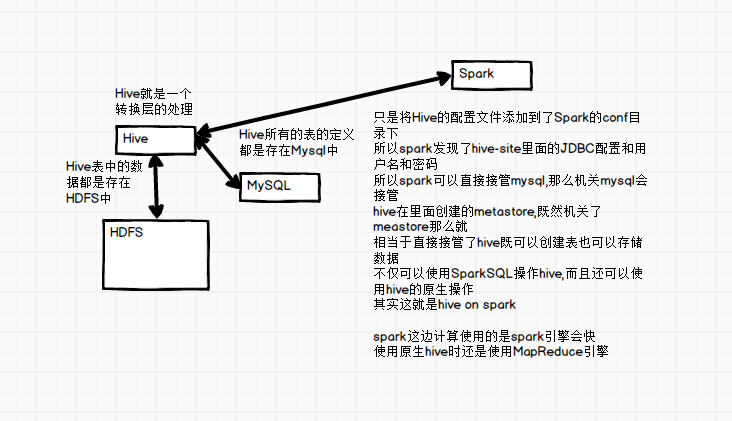 Spark
Hive就是一个
转换层的处理
Hive
Hive所有的表的定义
都是存在Mysql中
Hive表中的数
据都是存在
HDFS中
MySQL
HDFS
只是将Hive的配置文件添加到了Spark的conf目
录下
所以spark发现了hive-site里面的JDBC配置和用
户名和密码
所以spark可以直接接管mysql,那么机关mysql会
接管
hive在里面创建的metastore,既然机关了
meastore那么就
相当于直接接管了hive既可以创建表也可以存储
数据
不仅可以使用SparkSQL操作hive,而且还可以使
用hive的原生操作
其实这就是hive on spark
spark这边计算使用的是spark引擎会快
使用原生hive时还是使用MapReduce引擎